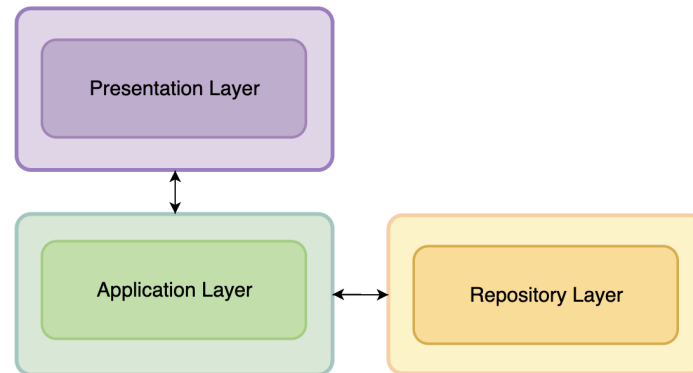 Presentation Layer
Application Layer
Repository Layer